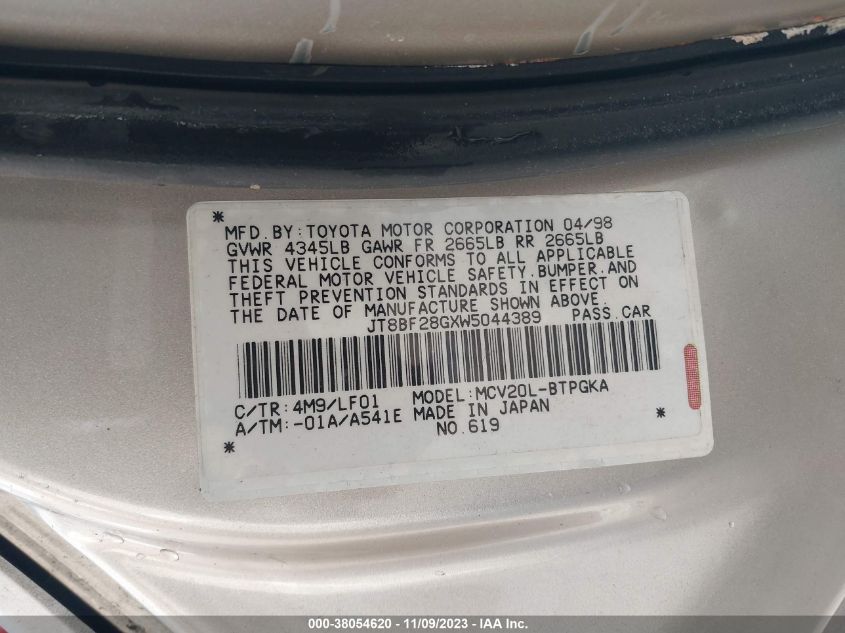 MFD.BY:TOYOTA MOTOR CORPORATION 04/98
GVWR 4345LB GAWR FR 2665LB RR 2665LB
THIS VEHICLE CONFORMS TO ALL APPLICABLE
FEDERAL MOTOR VEHICLE SAFETY.BUMPER.AND
THEFT PREVENTION STANDARDS IN EFFECT ON
THE DATE OF MANUFACTURE SHOWN ABOVE.
JT8BF28GXW5044389 PASS.CAR
C/TR:4M9/LF01 MODEL:MCV20L-BTPGKA
A/TM:-01A/A541E MADE IN JAPAN
NO.619
000-38054620 - 11/09/2023 - IAA Inc.